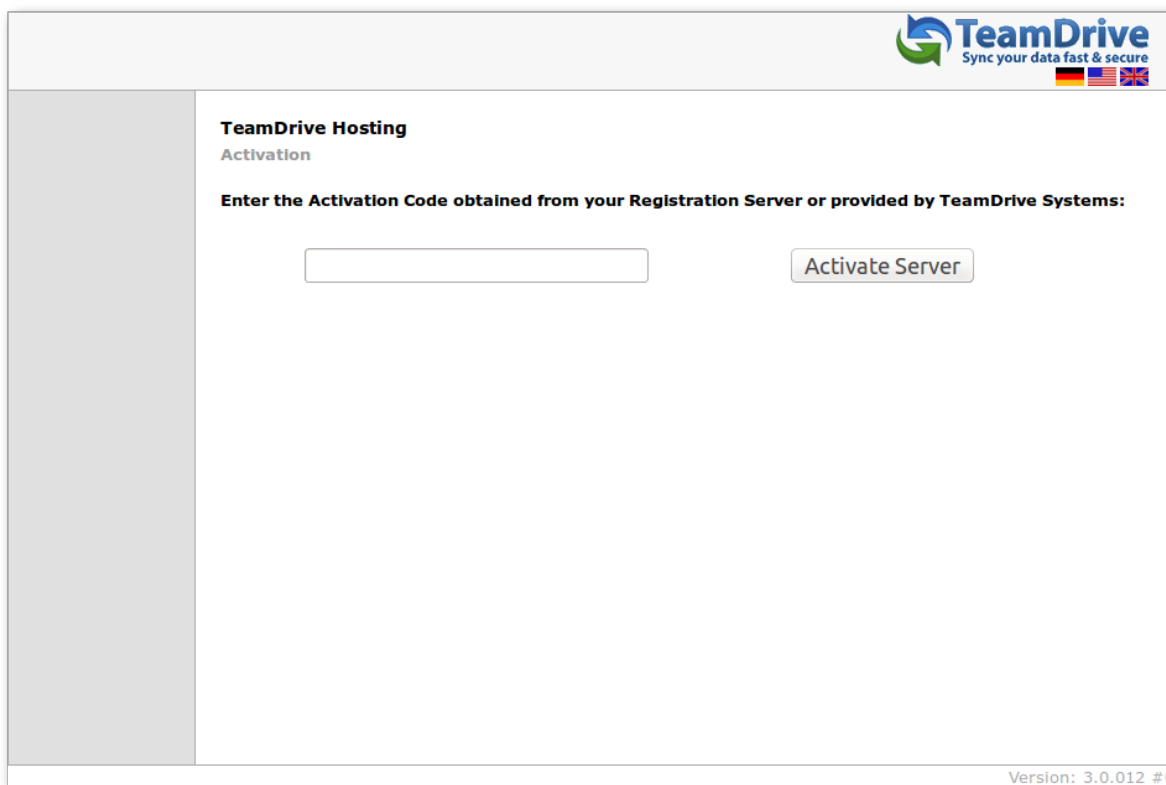 TeamDrive
Sync your data fast & secure
TeamDrive Hosting
Activation
Enter the Activation Code obtained from your Registration Server or provided by TeamDrive Systems:
Activate Server
Version: 3.0.012 #